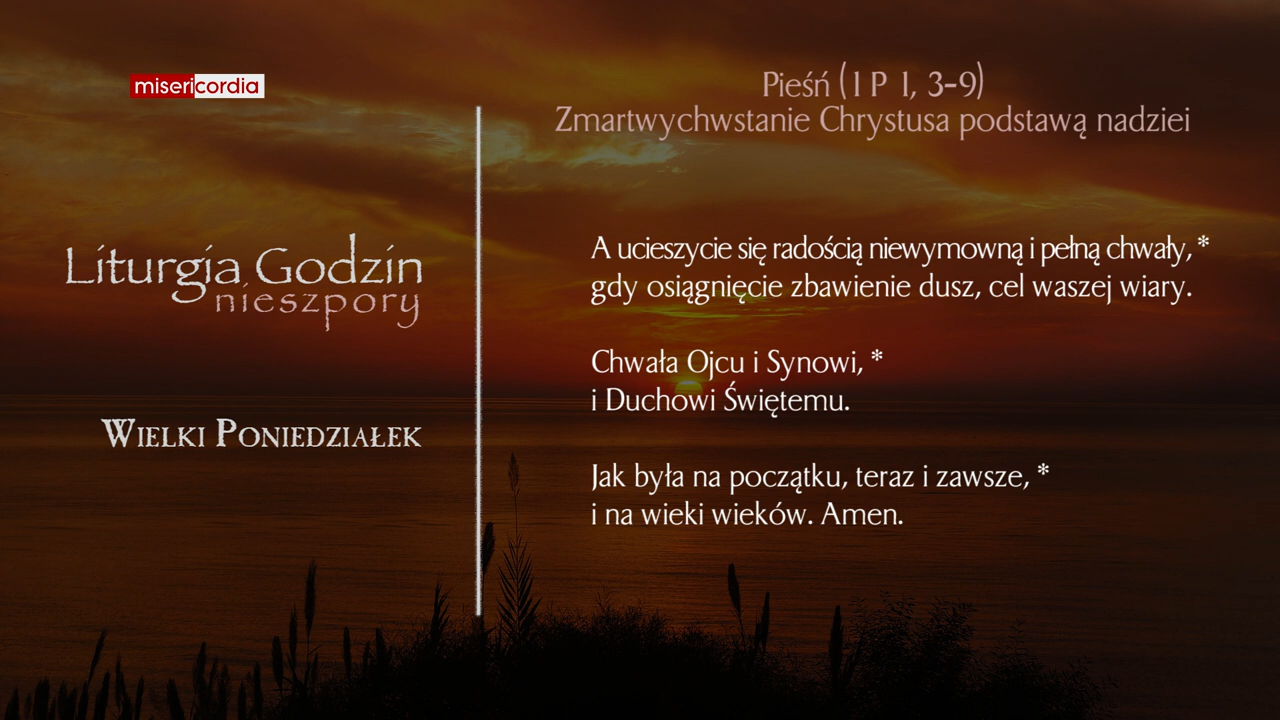 misericordia
Liturgia Godzin
nieszpory
Wielki Poniedziałek
Pieśń (1 P 1, 3-9)
Zmartwychwstanie Chrystusa podstawą nadziei
A ucieszycie się radością niewymowną i pełną chwały, *
gdy osiągnięcie zbawienie dusz, cel waszej wiary.
Chwała Ojcu i Synowi, *
i Duchowi Świętemu.
Jak była na początku, teraz i zawsze, *
i na wieki wieków. Amen.